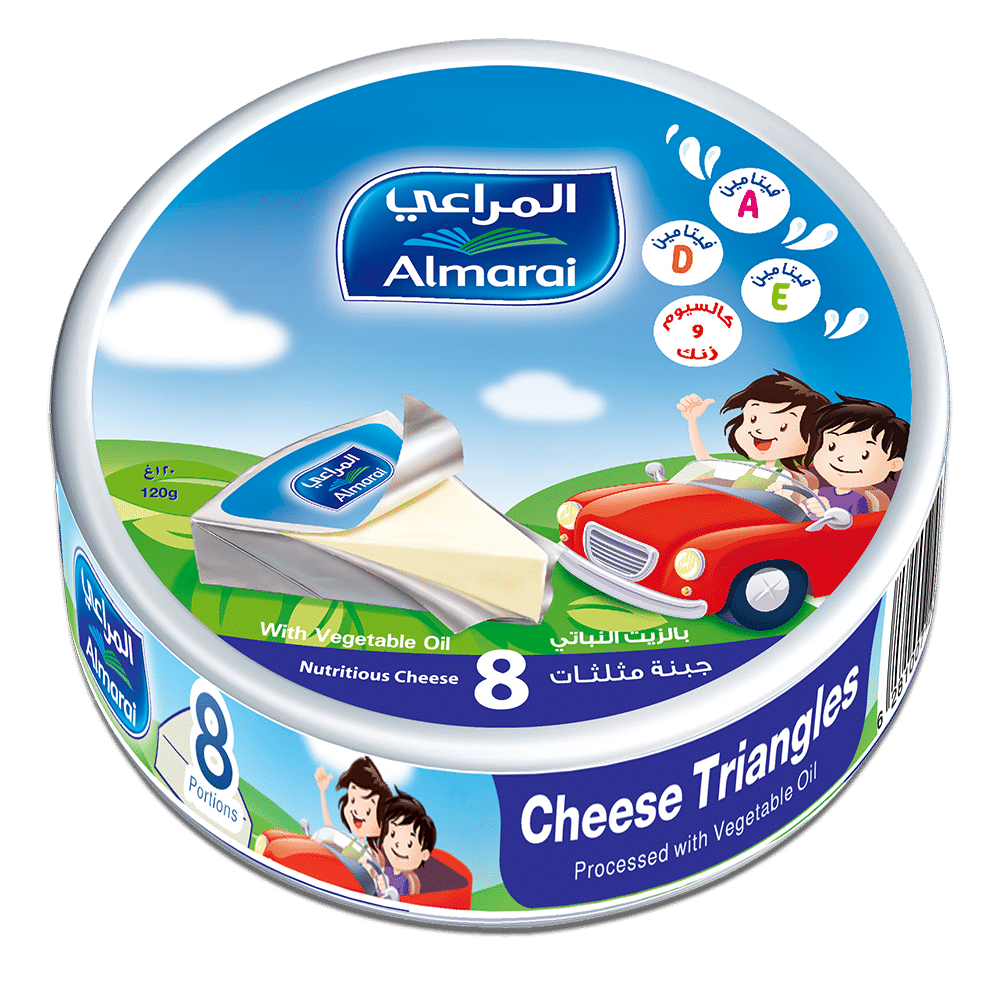 المراعي
Almarai
فيتامين
A
فيتامين
D
فيتامين
E
كالسيوم
و
زنك
١٢٠غ
120g
المراعي
Almarai
With Vegetable Oil
بالزيت النباتي
Nutritious Cheese
8
جبنة مثلثات
المراعي
Almarai
8
Portions
Cheese Triangles
Processed with Vegetable Oil